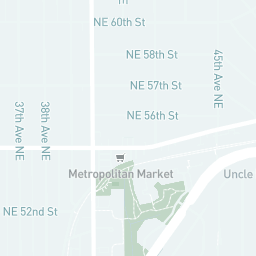 NE 60th St
NE 58th St
45th Ave NE
NE 57th St
37th Ave NE
38th Ave NE
NE 56th St
Metropolitan Market
Uncle
NE 52nd St